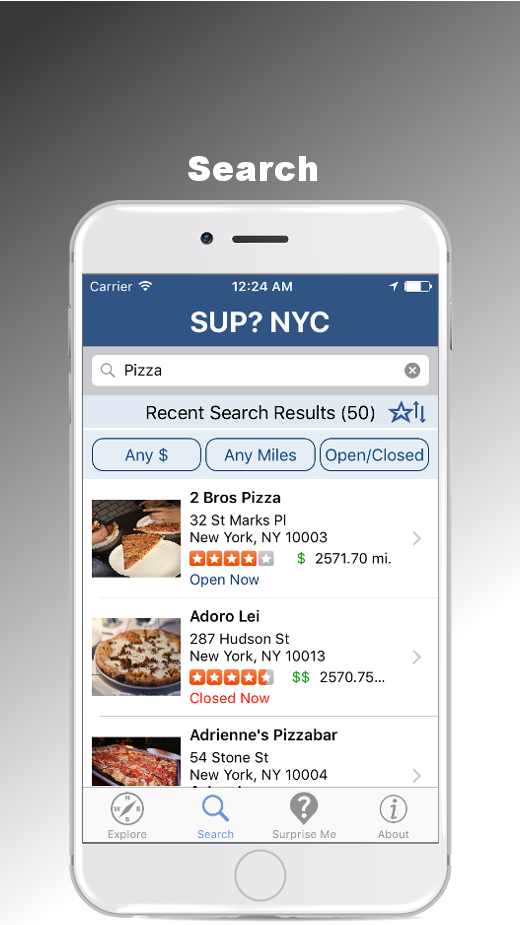 Search
Carrier 12:24 AM
SUP? NYC
Pizza
Recent Search Results (50)
Any $ Any Miles Open/Closed
2 Bros Pizza
32 St Marks Pl
New York, NY 10003
$ 2571.70 mi.
Open Now
Adoro Lei
287 Hudson St
New York, NY 10013
$$ 2570.75...
Closed Now
Adrienne's Pizzabar
54 Stone St
New York, NY 10004
N
W E
S
Explore Search Surprise Me About